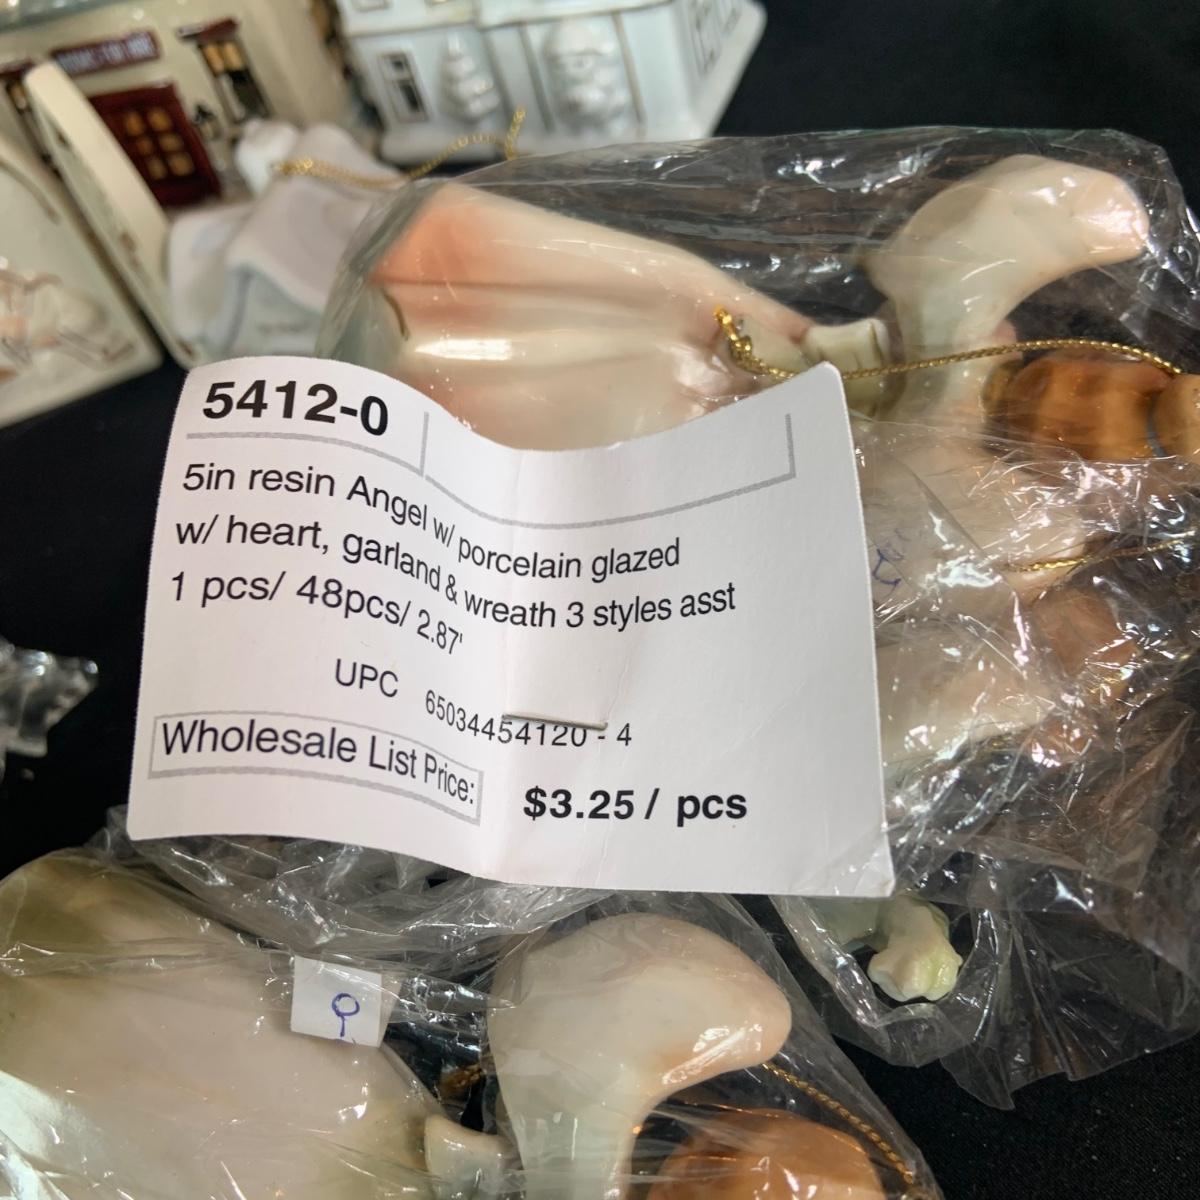 5412-0
5in resin Angel w/ porcelain glazed
w/ heart, garland & wreath 3 styles asst
1 pcs/ 48pcs/ 2.87'
UPC 65034454120 - 4
Wholesale List Price:
$3.25 / pcs